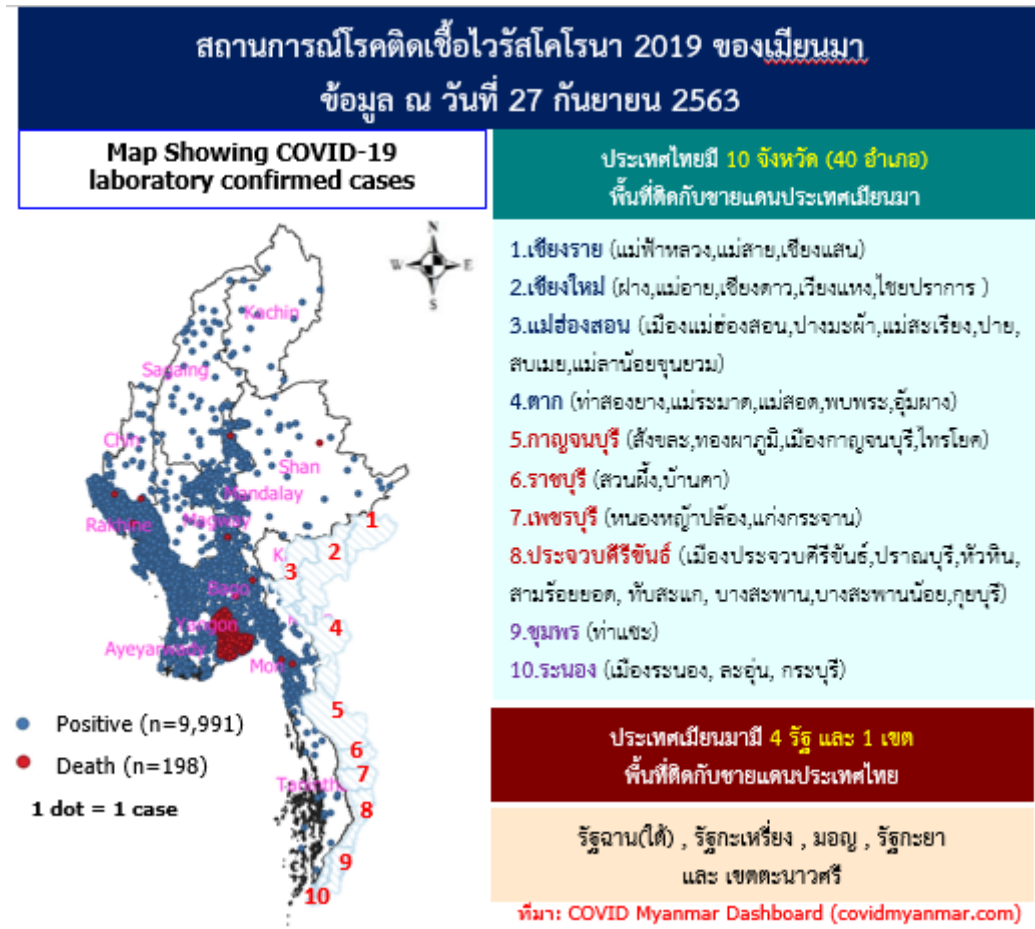 สถานการณ์โรคติดเชื้อไวรัสโคโรนา 2019 ของเมียนมา
ข้อมูล ณ วันที่ 27 กันยายน 2563
Map Showing COVID-19
laboratory confirmed cases
N
W E
S
Kachin
Sagaing
Chin
Shan
Mandalay
Magway
Rakhine
Bago
Yangon
Ayeyarwady
Mon
1
2
3
4
5
6
7
8
9
10
Positive (n=9,991)
Death (n=198)
1 dot = 1 case
ประเทศไทยมี 10 จังหวัด (40 อำเภอ)
พื้นที่ติดกับชายแดนประเทศเมียนมา
1.เชียงราย (แม่ฟ้าหลวง,แม่สาย,เชียงแสน)
2.เชียงใหม่ (ฝาง,แม่อาย,เชียงดาว,เวียงแหง,ไชยปราการ )
3.แม่ฮ่องสอน (เมืองแม่ฮ่องสอน,ปางมะผ้า,แม่สะเรียง,ปาย,
สบเมย,แม่ลาน้อยขุนยวม)
4.ตาก (ท่าสองยาง,แม่ระมาด,แม่สอด,พบพระ,อุ้มผาง)
5.กาญจนบุรี (สังขละ,ทองผาภูมิ,เมืองกาญจนบุรี,ไทรโยค)
6.ราชบุรี (สวนผึ้ง,บ้านคา)
7.เพชรบุรี (หนองหญ้าปล้อง,แก่งกระจาน)
8.ประจวบคีรีขันธ์ (เมืองประจวบคีรีขันธ์,ปราณบุรี,หัวหิน,
สามร้อยยอด, ทับสะแก, บางสะพาน,บางสะพานน้อย,กุยบุรี)
9.ชุมพร (ท่าแซะ)
10.ระนอง (เมืองระนอง, ละอุ่น, กระบุรี)
ประเทศเมียนมามี 4 รัฐ และ 1 เขต
พื้นที่ติดกับชายแดนประเทศไทย
รัฐฉาน(ใต้) , รัฐกะเหรี่ยง , มอญ , รัฐกะยา
และ เขตตะนาวศรี
ที่มา: COVID Myanmar Dashboard (covidmyanmar.com)